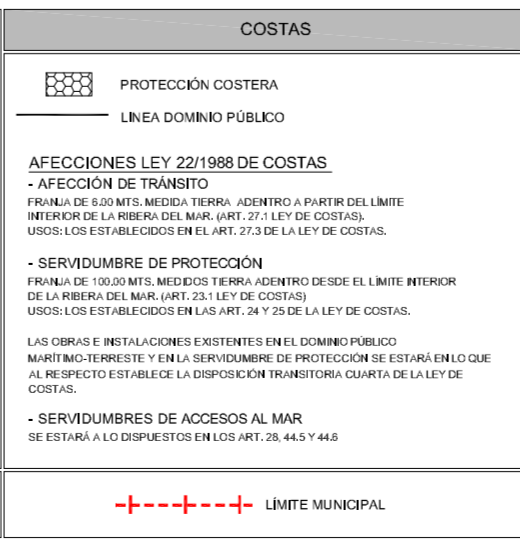 COSTAS
PROTECCIÓN COSTERA
LINEA DOMINIO PÚBLICO
AFECCIONES LEY 22/1988 DE COSTAS
- AFECCIÓN DE TRÁNSITO
FRANJA DE 6.00 MTS. MEDIDA TIERRA ADENTRO A PARTIR DEL LÍMITE
INTERIOR DE LA RIBERA DEL MAR. (ART. 27.1 LEY DE COSTAS).
USOS: LOS ESTABLECIDOS EN EL ART. 27.3 DE LA LEY DE COSTAS.
- SERVIDUMBRE DE PROTECCIÓN
FRANJA DE 100,00 MTS. MEDIDOS TIERRA ADENTRO DESDE EL LÍMITE INTERIOR
DE LA RIBERA DEL MAR. (ART. 23.1 LEY DE COSTAS)
USOS: LOS ESTABLECIDOS EN LAS ART. 24 Y 25 DE LA LEY DE COSTAS.
LAS OBRAS E INSTALACIONES EXISTENTES EN EL DOMINIO PÚBLICO
MARÍTIMO-TERRESTE Y EN LA SERVIDUMBRE DE PROTECCIÓN SE ESTARÁ EN LO QUE
AL RESPECTO ESTABLECE LA DISPOSICIÓN TRANSITORIA CUARTA DE LA LEY DE
COSTAS.
- SERVIDUMBRES DE ACCESOS AL MAR
SE ESTARÁ A LO DISPUESTOS EN LOS ART. 28, 44.5 Y 44.6
LÍMITE MUNICIPAL